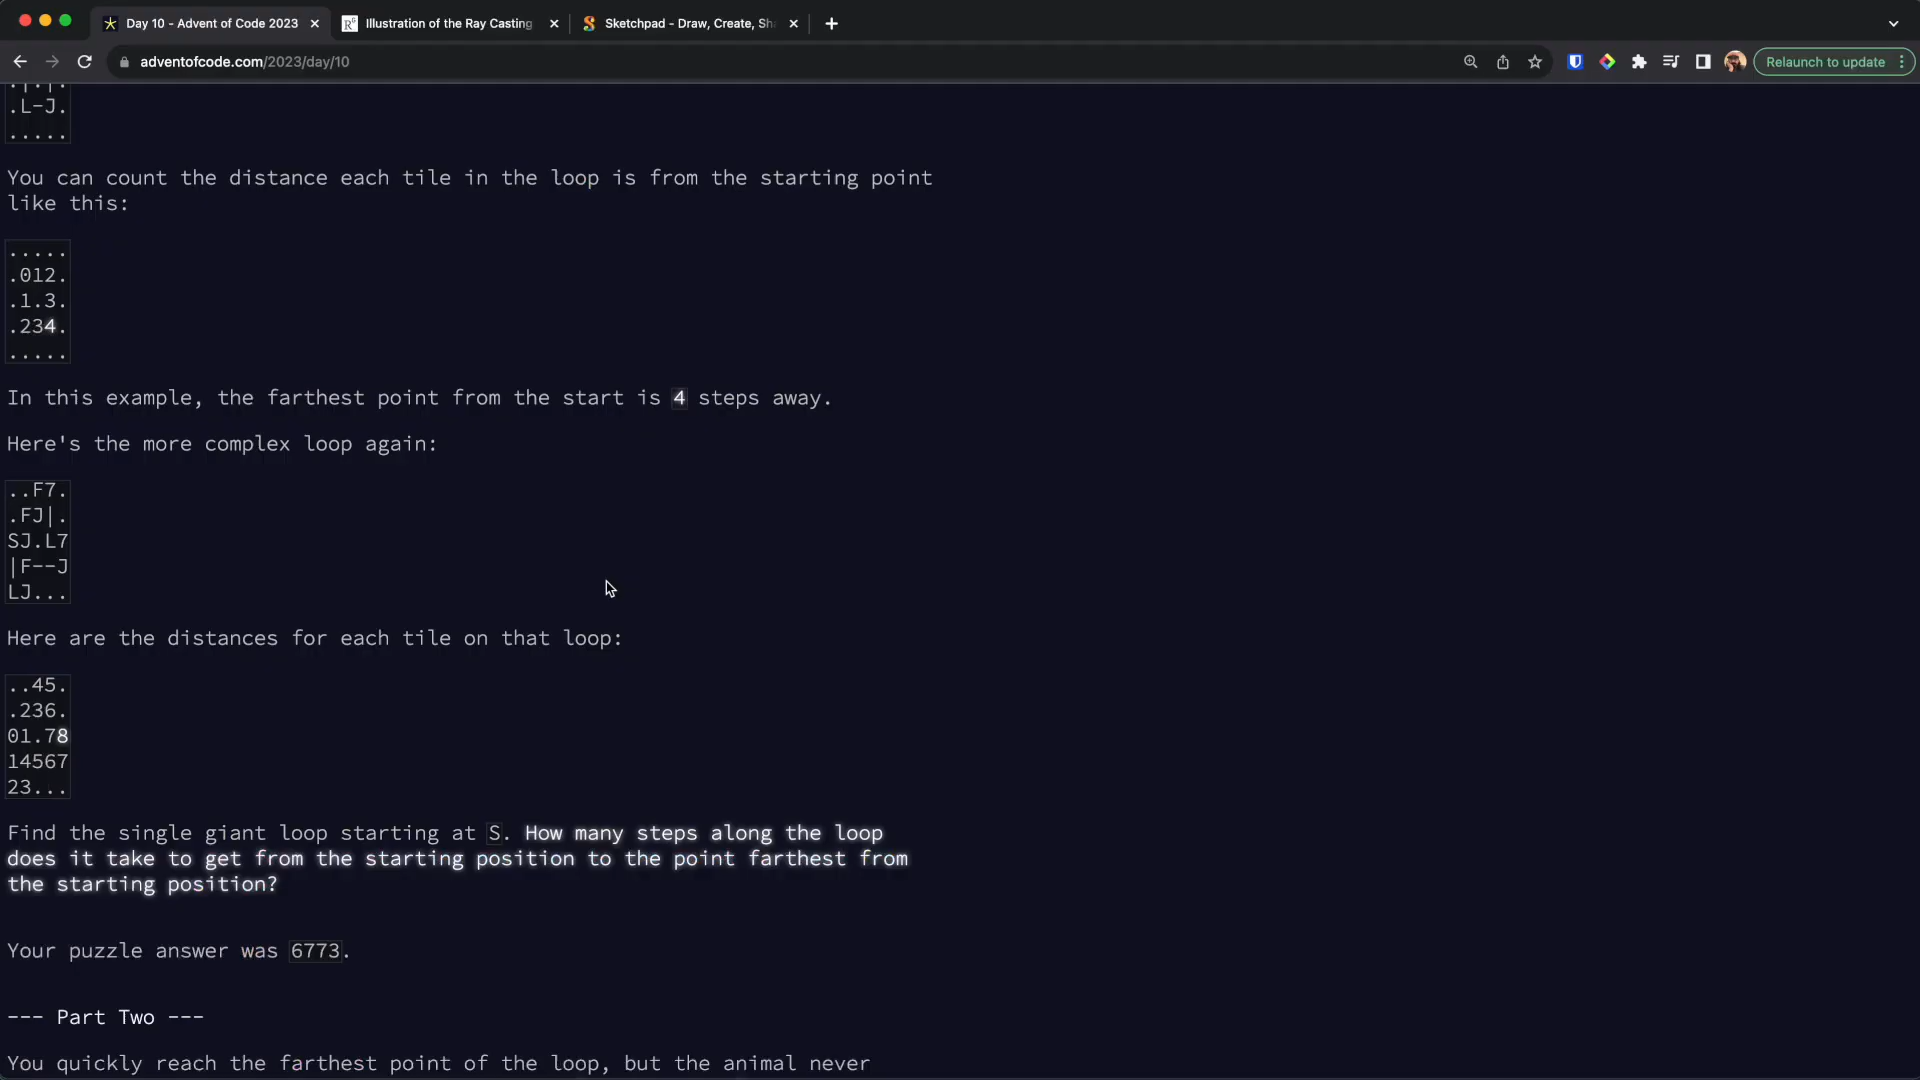 Day 10 - Advent of Code 2023
Illustration of the Ray Casting
Sketchpad - Draw, Create, Sh
adventofcode.com/2023/day/10
Relaunch to update
.|.|.
.L-J.
.....
You can count the distance each tile in the loop is from the starting point
like this:
.....
.012.
.1.3.
.234.
.....
In this example, the farthest point from the start is 4 steps away.
Here's the more complex loop again:
..F7.
.FJ|.
SJ.L7
|F--J
LJ...
Here are the distances for each tile on that loop:
..45.
.236.
01.78
14567
23...
Find the single giant loop starting at S. How many steps along the loop
does it take to get from the starting position to the point farthest from
the starting position?
Your puzzle answer was 6773.
--- Part Two ---
You quickly reach the farthest point of the loop, but the animal never